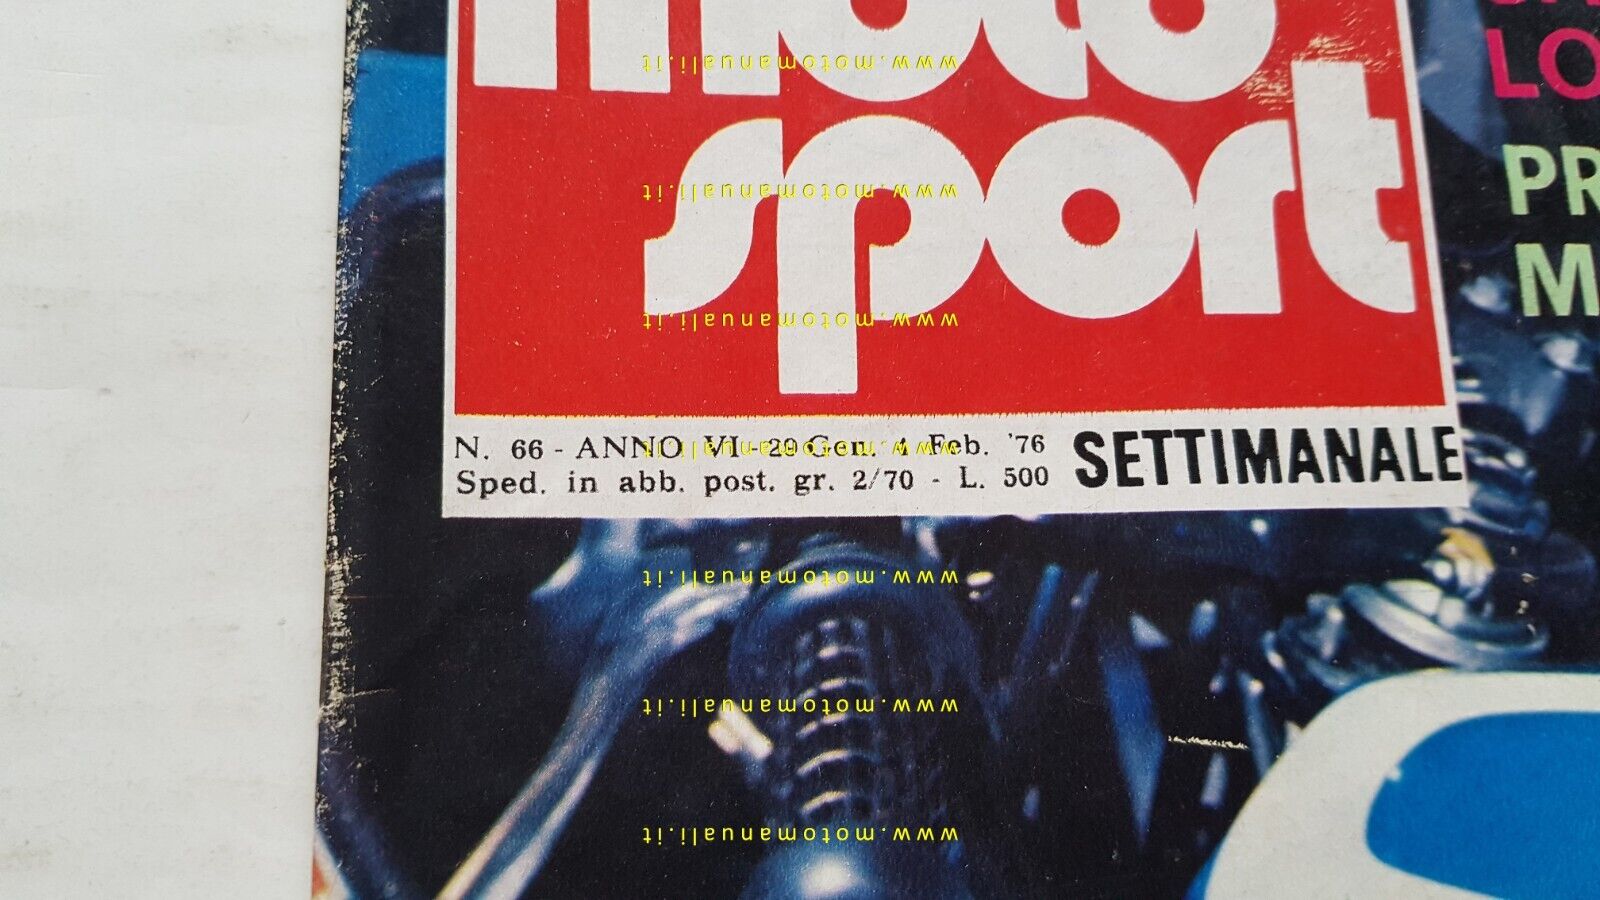 moto
sport
LO
PR
M
N. 66 - ANNO VI - 29 Gen. 4 Feb. '76
Sped. in abb. post. gr. 2/70 - L. 500
SETTIMANALE
www.motomanuali.it
www.motomanuali.it
www.motomanuali.it
www.motomanuali.it
www.motomanuali.it
www.motomanuali.it
www.motomanuali.it